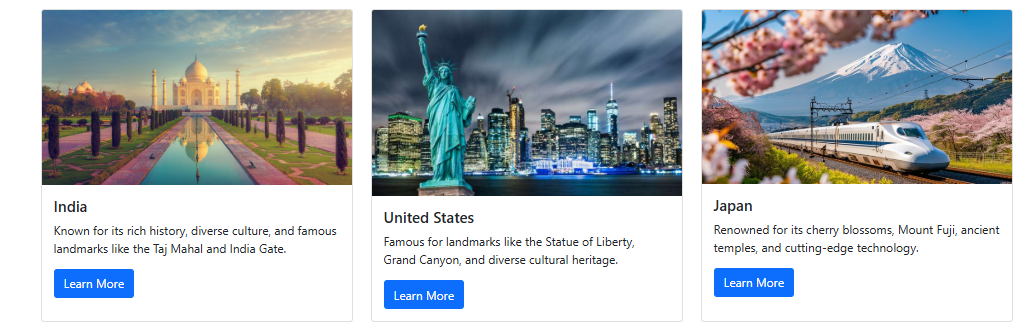 India
Known for its rich history, diverse culture, and famous
landmarks like the Taj Mahal and India Gate.
Learn More
United States
Famous for landmarks like the Statue of Liberty,
Grand Canyon, and diverse cultural heritage.
Learn More
Japan
Renowned for its cherry blossoms, Mount Fuji, ancient
temples, and cutting-edge technology.
Learn More